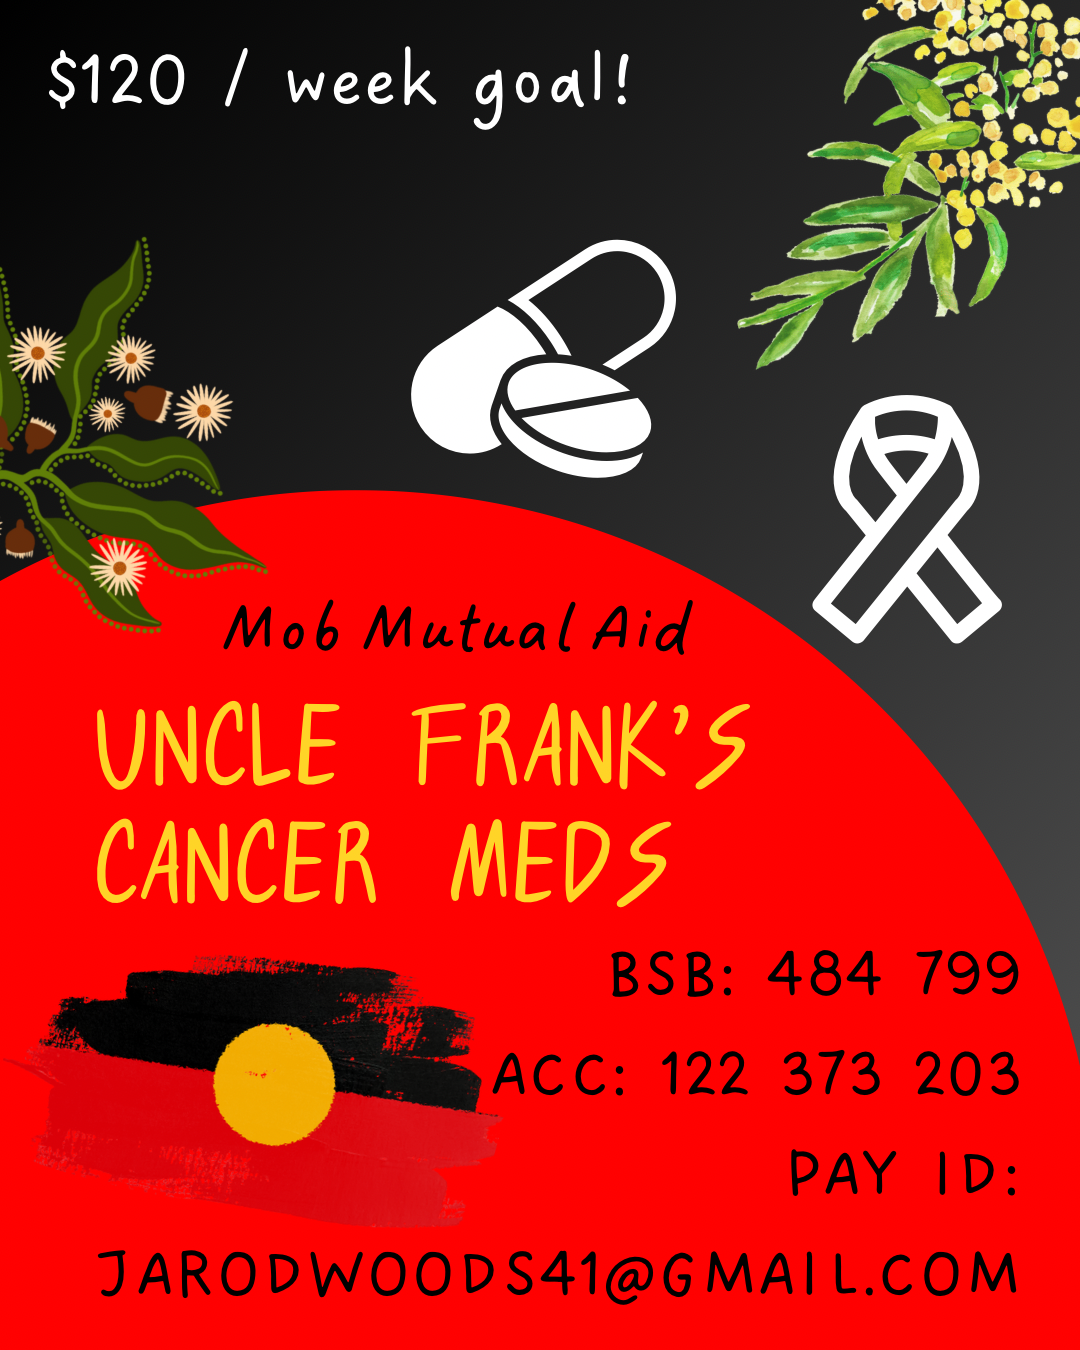 $120 / week goal!
Mob Mutual Aid
UNCLE FRANK'S
CANCER MEDS
BSB: 484 799
ACC: 122 373 203
PAY ID:
JARODWOODS41@GMAIL.COM